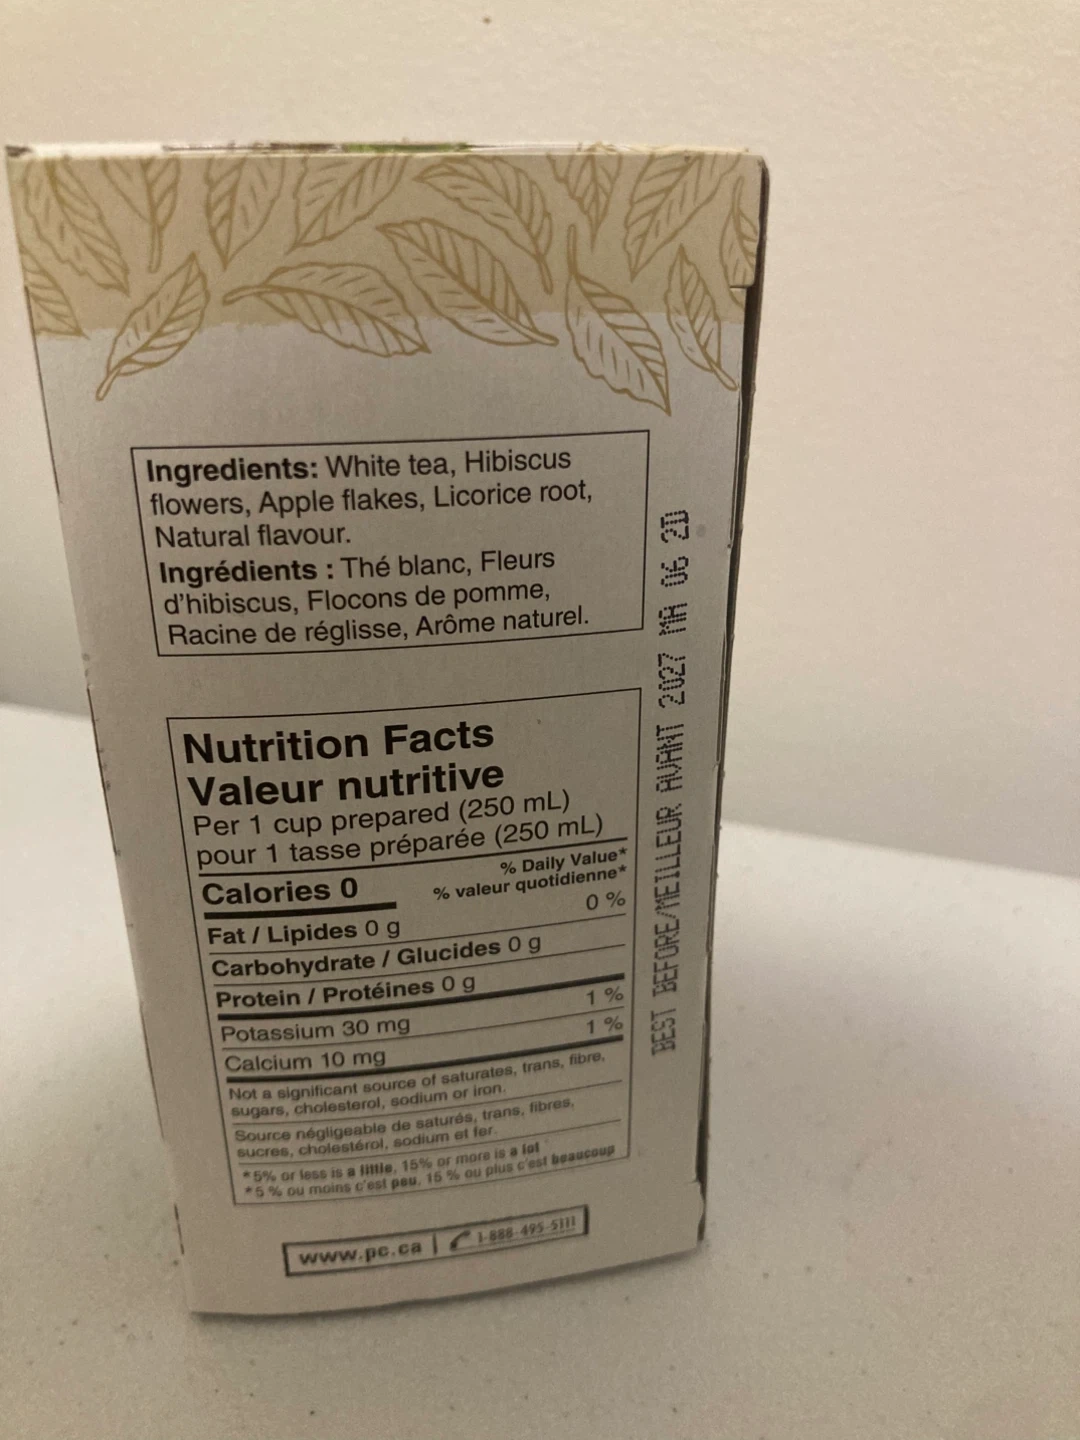 Ingredients: White tea, Hibiscus
flowers, Apple flakes, Licorice root,
Natural flavour.
Ingrédients : Thé blanc, Fleurs
d'hibiscus, Flocons de pomme,
Racine de réglisse, Arôme naturel.
Nutrition Facts
Valeur nutritive
Per 1 cup prepared (250 mL)
pour 1 tasse préparée (250 mL)
Calories 0
% Daily Value*
% valeur quotidienne*
Fat / Lipides 0 g 0 %
Carbohydrate / Glucides 0 g
Protein / Protéines 0 g
Potassium 30 mg 1 %
Calcium 10 mg 1 %
Not a significant source of saturates, trans, fibre,
sugars, cholesterol, sodium or iron.
Source négligeable de saturés, trans, fibres,
sucres, cholestérol, sodium et fer.
*5% or less is a little, 15% or more is a lot
*5 % ou moins c'est peu, 15 % ou plus c'est beaucoup
www.pc.ca | 1-888-495-5111
BEST BEFORE/MEILLEUR AVANT 2027 MA 06 2D